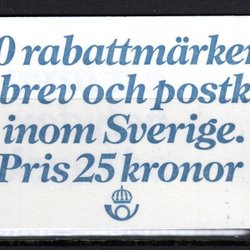 0 rabattmärken
brev och postk
inom Sverige.
Pris 25 kronor